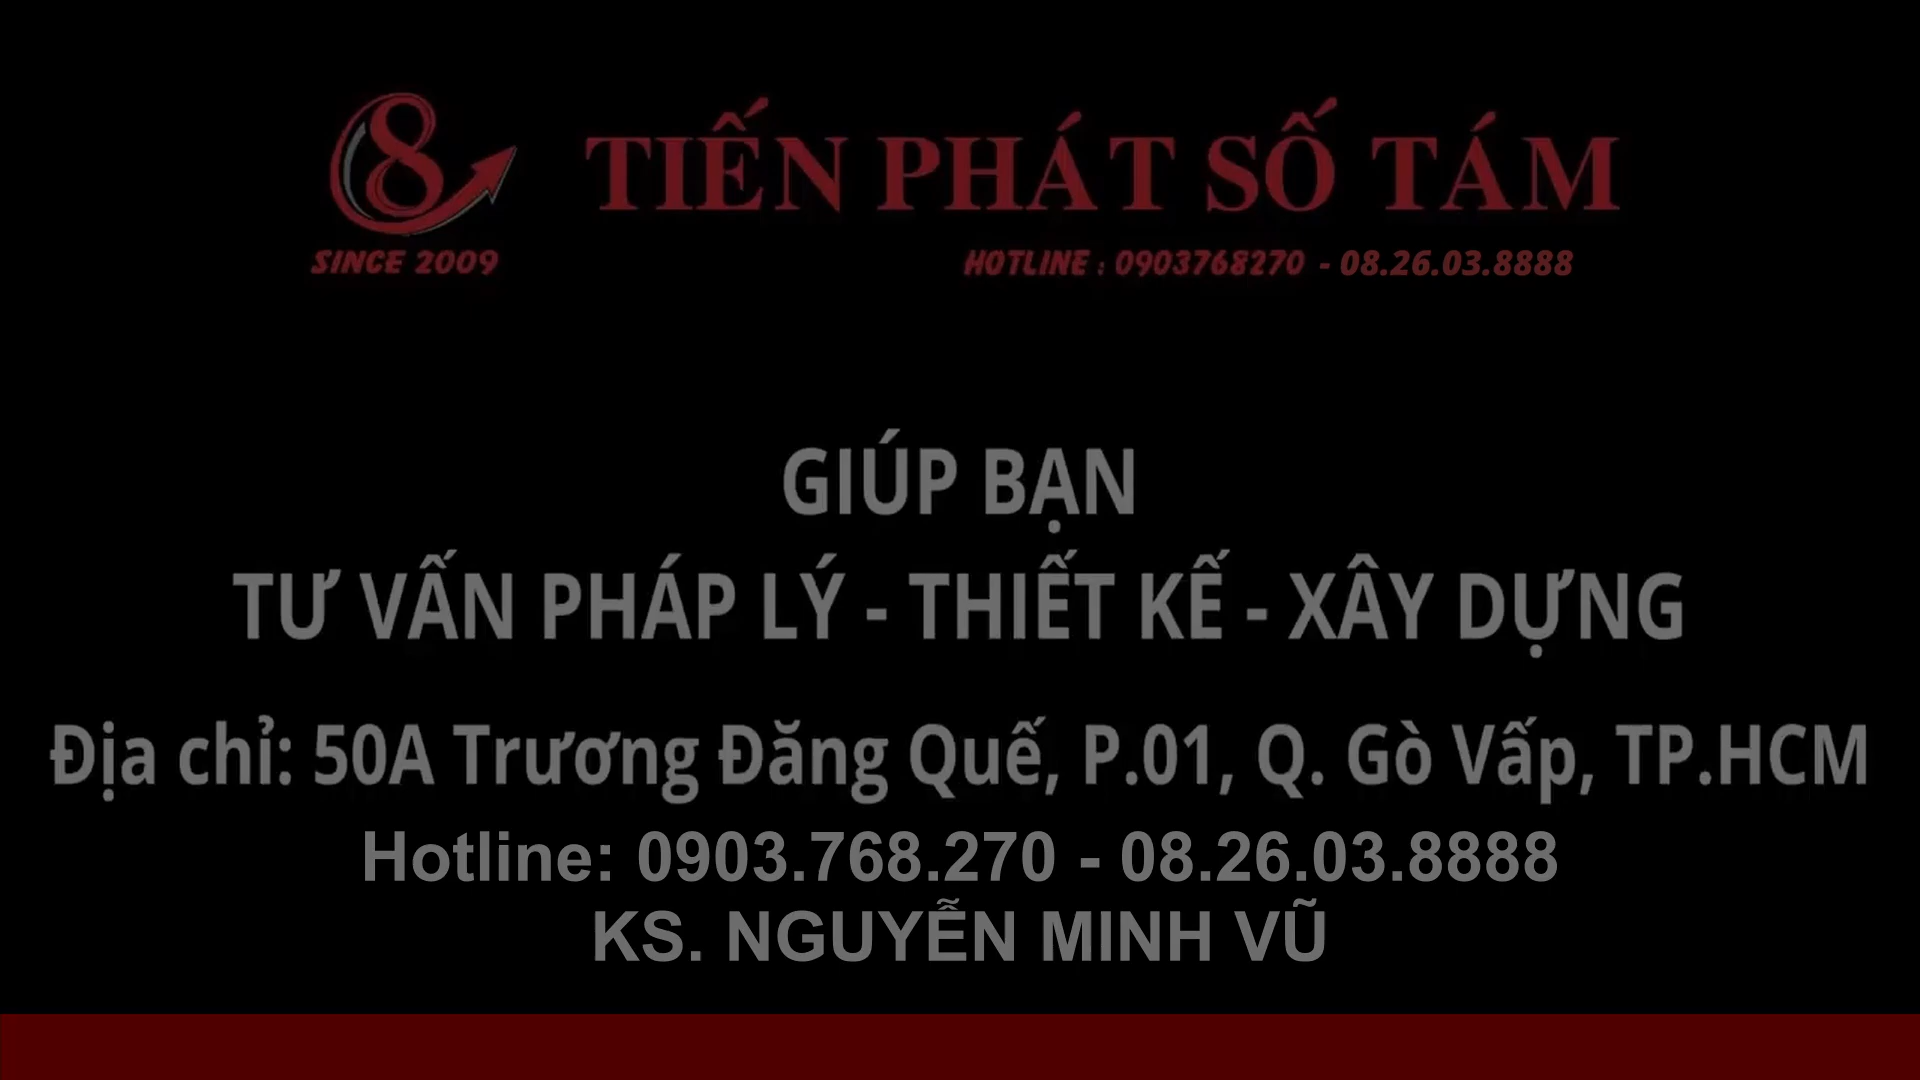 8 TIẾN PHÁT SỐ TÁM
SINCE 2009 HOTLINE : 0903768270 - 08.26.03.8888
GIÚP BẠN
TƯ VẤN PHÁP LÝ - THIẾT KẾ - XÂY DỰNG
Địa chỉ: 50A Trương Đăng Quế, P.01, Q. Gò Vấp, TP.HCM
Hotline: 0903.768.270 - 08.26.03.8888
KS. NGUYỄN MINH VŨ